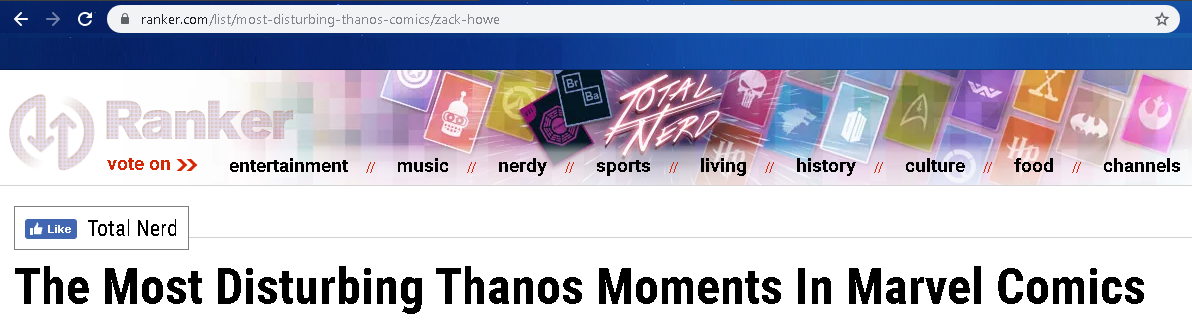 ranker.com/list/most-disturbing-thanos-comics/zack-howe
Ranker
Br
Ba
TOTAL
NERD
X
HO
vote on >> entertainment // music // nerdy // sports // living // history // culture // food // channels
Like Total Nerd
The Most Disturbing Thanos Moments In Marvel Comics